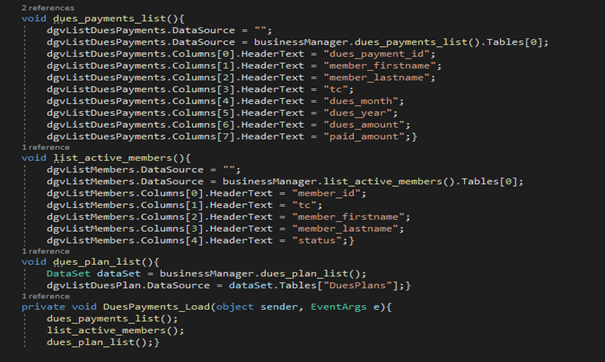 2 references
void dues_payments_list(){
dgvListDuesPayments.DataSource = "";
dgvListDuesPayments.DataSource = businessManager.dues_payments_list().Tables[0];
dgvListDuesPayments.Columns[0].HeaderText = "dues_payment_id";
dgvListDuesPayments.Columns[1].HeaderText = "member_firstname";
dgvListDuesPayments.Columns[2].HeaderText = "member_lastname";
dgvListDuesPayments.Columns[3].HeaderText = "tc";
dgvListDuesPayments.Columns[4].HeaderText = "dues_month";
dgvListDuesPayments.Columns[5].HeaderText = "dues_year";
dgvListDuesPayments.Columns[6].HeaderText = "dues_amount";
dgvListDuesPayments.Columns[7].HeaderText = "paid_amount";}
1 reference
void list_active_members(){
dgvListMembers.DataSource = "";
dgvListMembers.DataSource = businessManager.list_active_members().Tables[0];
dgvListMembers.Columns[0].HeaderText = "member_id";
dgvListMembers.Columns[1].HeaderText = "tc";
dgvListMembers.Columns[2].HeaderText = "member_firstname";
dgvListMembers.Columns[3].HeaderText = "member_lastname";
dgvListMembers.Columns[4].HeaderText = "status";}
1 reference
void dues_plan_list(){
DataSet dataSet = businessManager.dues_plan_list();
dgvListDuesPlan.DataSource = dataSet.Tables["DuesPlans"];}
1 reference
private void DuesPayments_Load(object sender, EventArgs e){
dues_payments_list();
list_active_members();
dues_plan_list();}